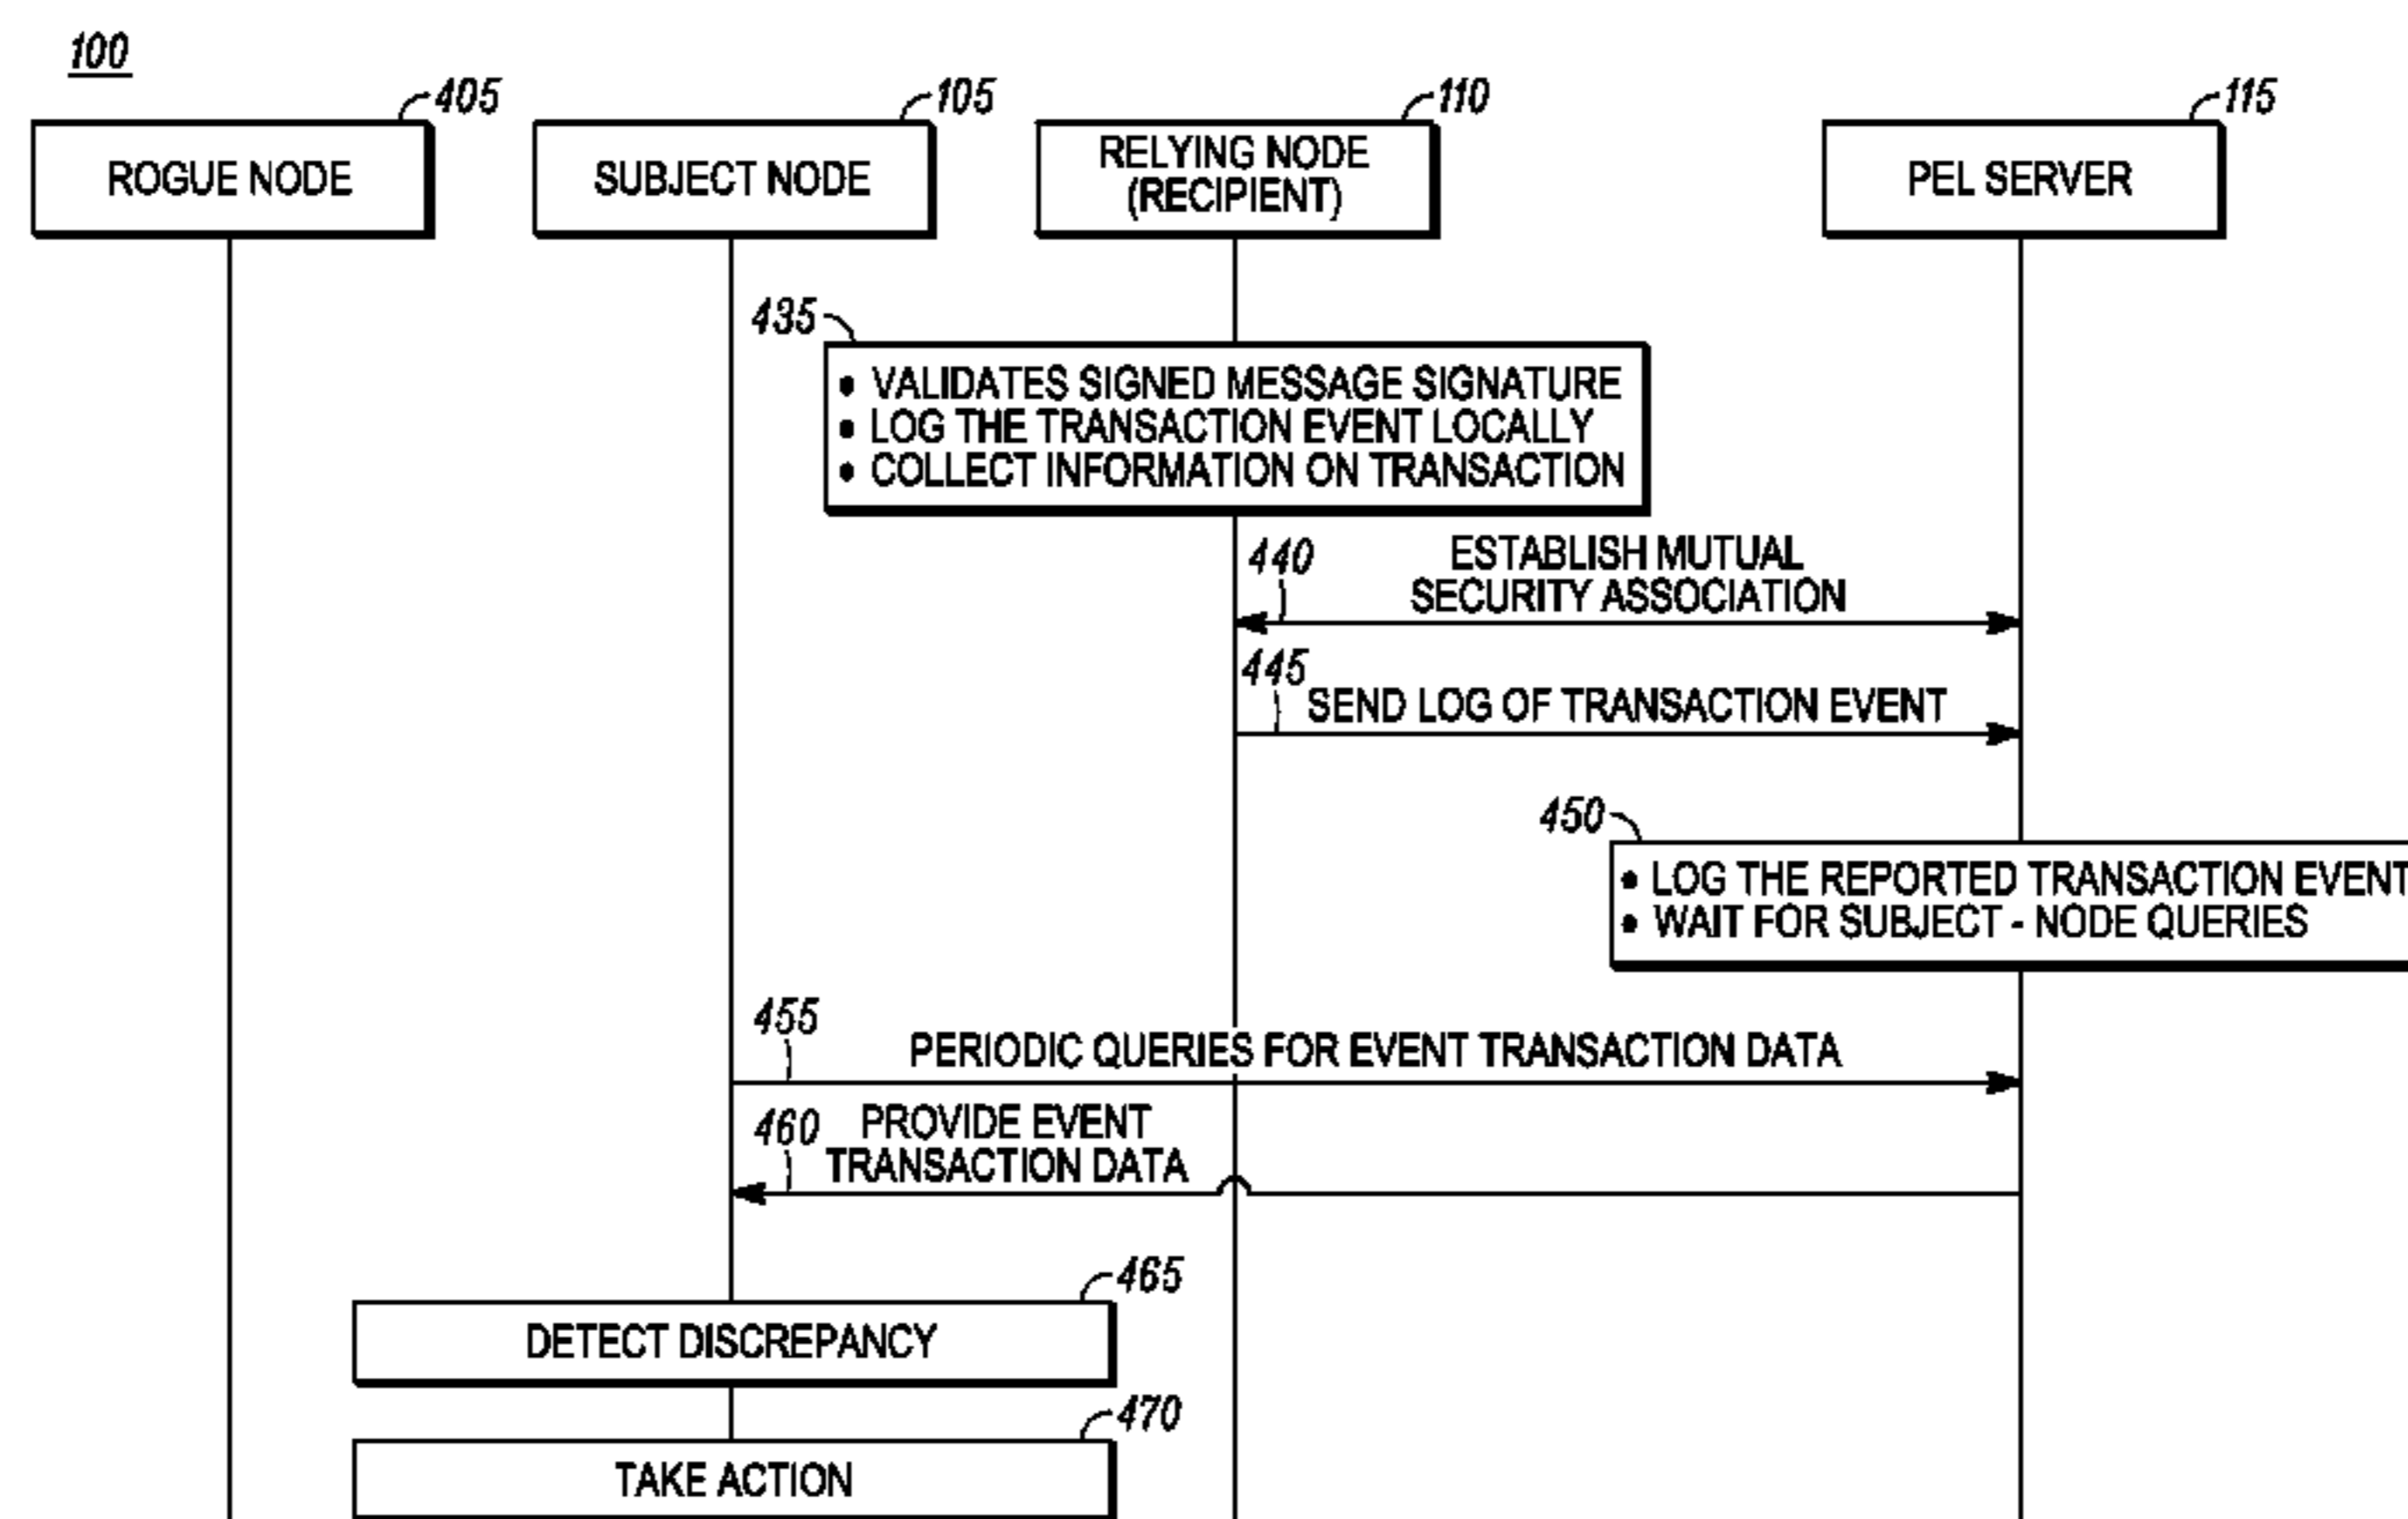 100
405
105
110
115
ROGUE NODE
SUBJECT NODE
RELYING NODE
(RECIPIENT)
PEL SERVER
435
• VALIDATES SIGNED MESSAGE SIGNATURE
• LOG THE TRANSACTION EVENT LOCALLY
• COLLECT INFORMATION ON TRANSACTION
440
ESTABLISH MUTUAL
SECURITY ASSOCIATION
445
SEND LOG OF TRANSACTION EVENT
450
• LOG THE REPORTED TRANSACTION EVENT
• WAIT FOR SUBJECT - NODE QUERIES
455
PERIODIC QUERIES FOR EVENT TRANSACTION DATA
460
PROVIDE EVENT
TRANSACTION DATA
465
DETECT DISCREPANCY
470
TAKE ACTION